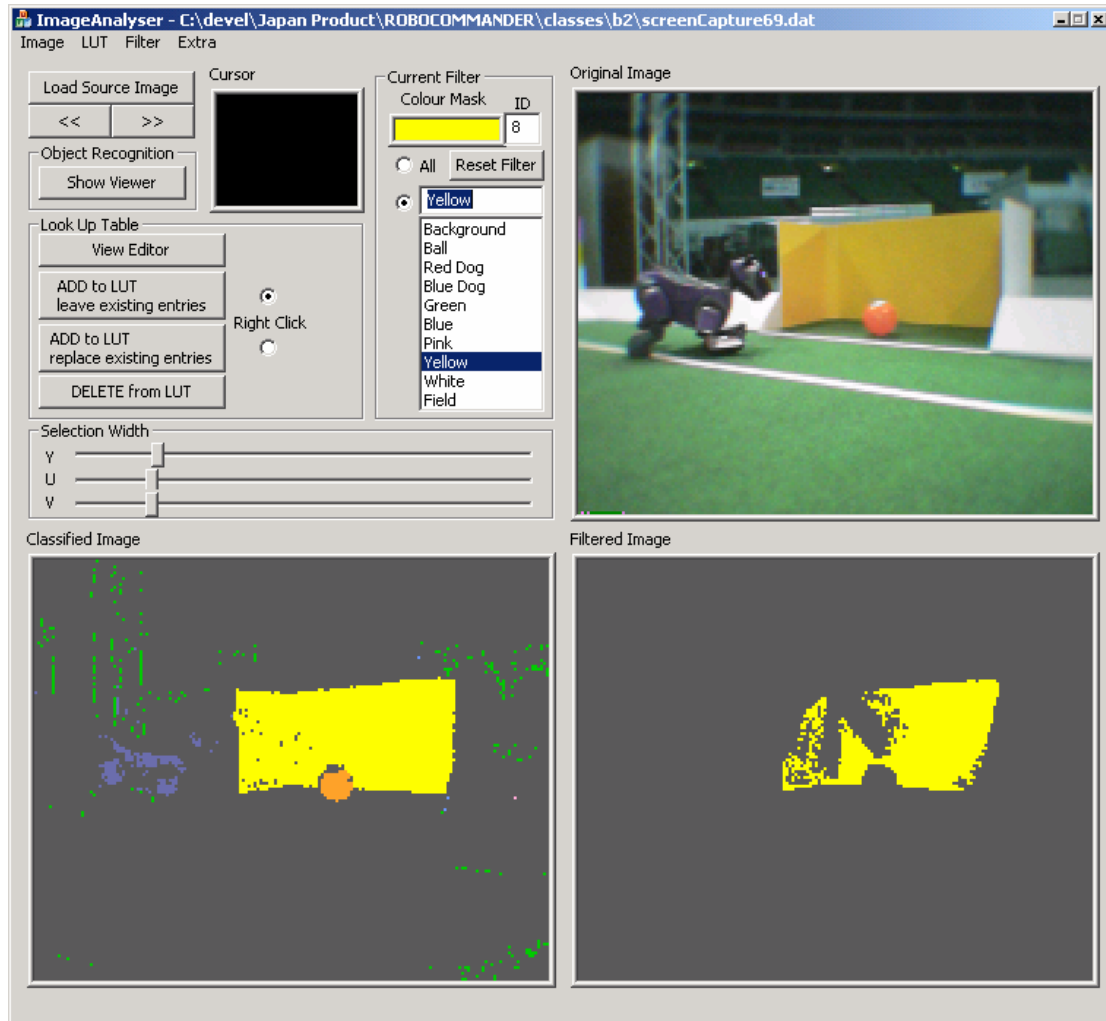 ImageAnalyser - C:\devel\Japan Product\ROBOCOMMANDER\classes\b2\screenCapture69.dat
Image LUT Filter Extra
Load Source Image
<< >>
Object Recognition
Show Viewer
Cursor
Current Filter
Colour Mask ID
8
All Reset Filter
Yellow
Background
Ball
Red Dog
Blue Dog
Green
Blue
Pink
Yellow
White
Field
Original Image
Look Up Table
View Editor
ADD to LUT
leave existing entries
Right Click
ADD to LUT
replace existing entries
DELETE from LUT
Selection Width
Y
U
V
Classified Image
Filtered Image